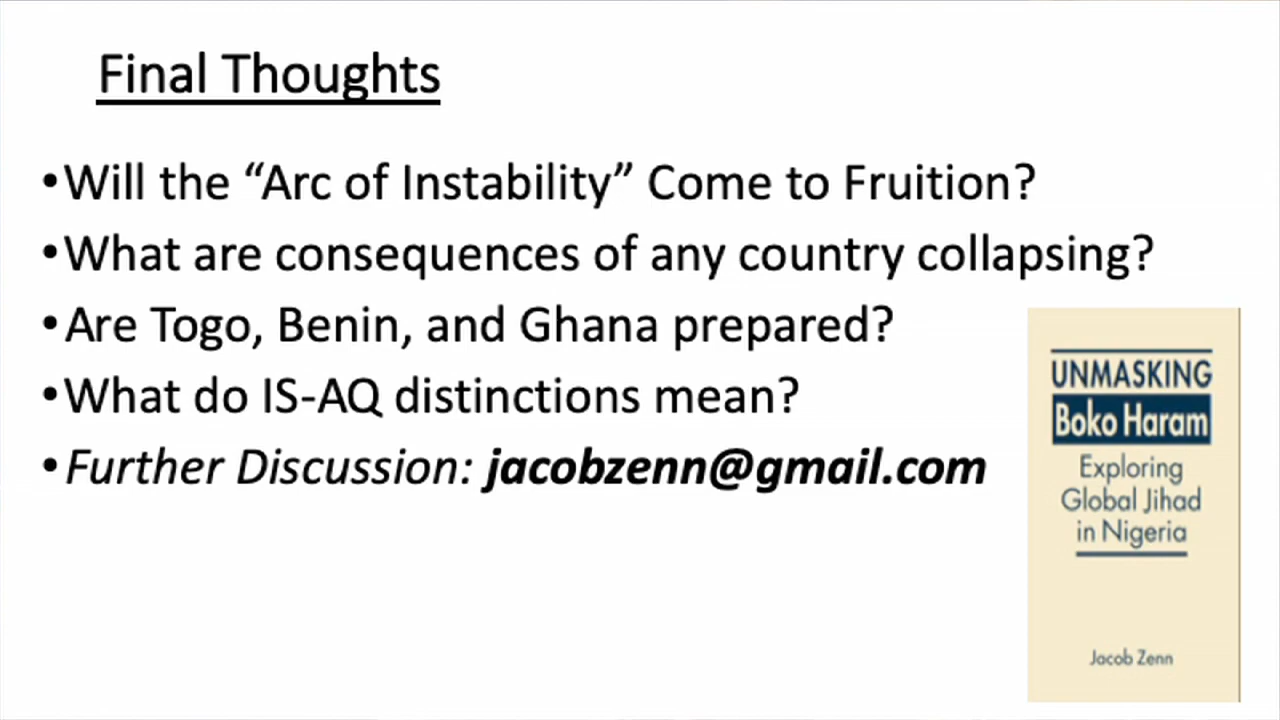 Final Thoughts
•Will the “Arc of Instability” Come to Fruition?
•What are consequences of any country collapsing?
•Are Togo, Benin, and Ghana prepared?
•What do IS-AQ distinctions mean?
•Further Discussion: jacobzenn@gmail.com
UNMASKING
Boko Haram
Exploring
Global Jihad
in Nigeria
Jacob Zenn